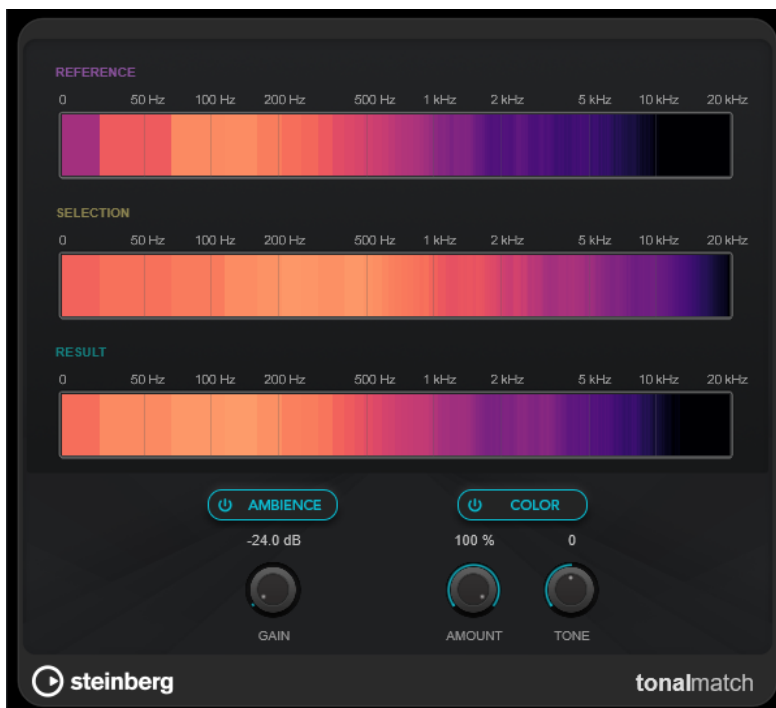 REFERENCE
0 50 Hz 100 Hz 200 Hz 500 Hz 1 kHz 2 kHz 5 kHz 10 kHz 20 kHz
SELECTION
0 50 Hz 100 Hz 200 Hz 500 Hz 1 kHz 2 kHz 5 kHz 10 kHz 20 kHz
RESULT
0 50 Hz 100 Hz 200 Hz 500 Hz 1 kHz 2 kHz 5 kHz 10 kHz 20 kHz
AMBIENCE COLOR
-24.0 dB 100 % 0
GAIN AMOUNT TONE
steinberg tonalmatch